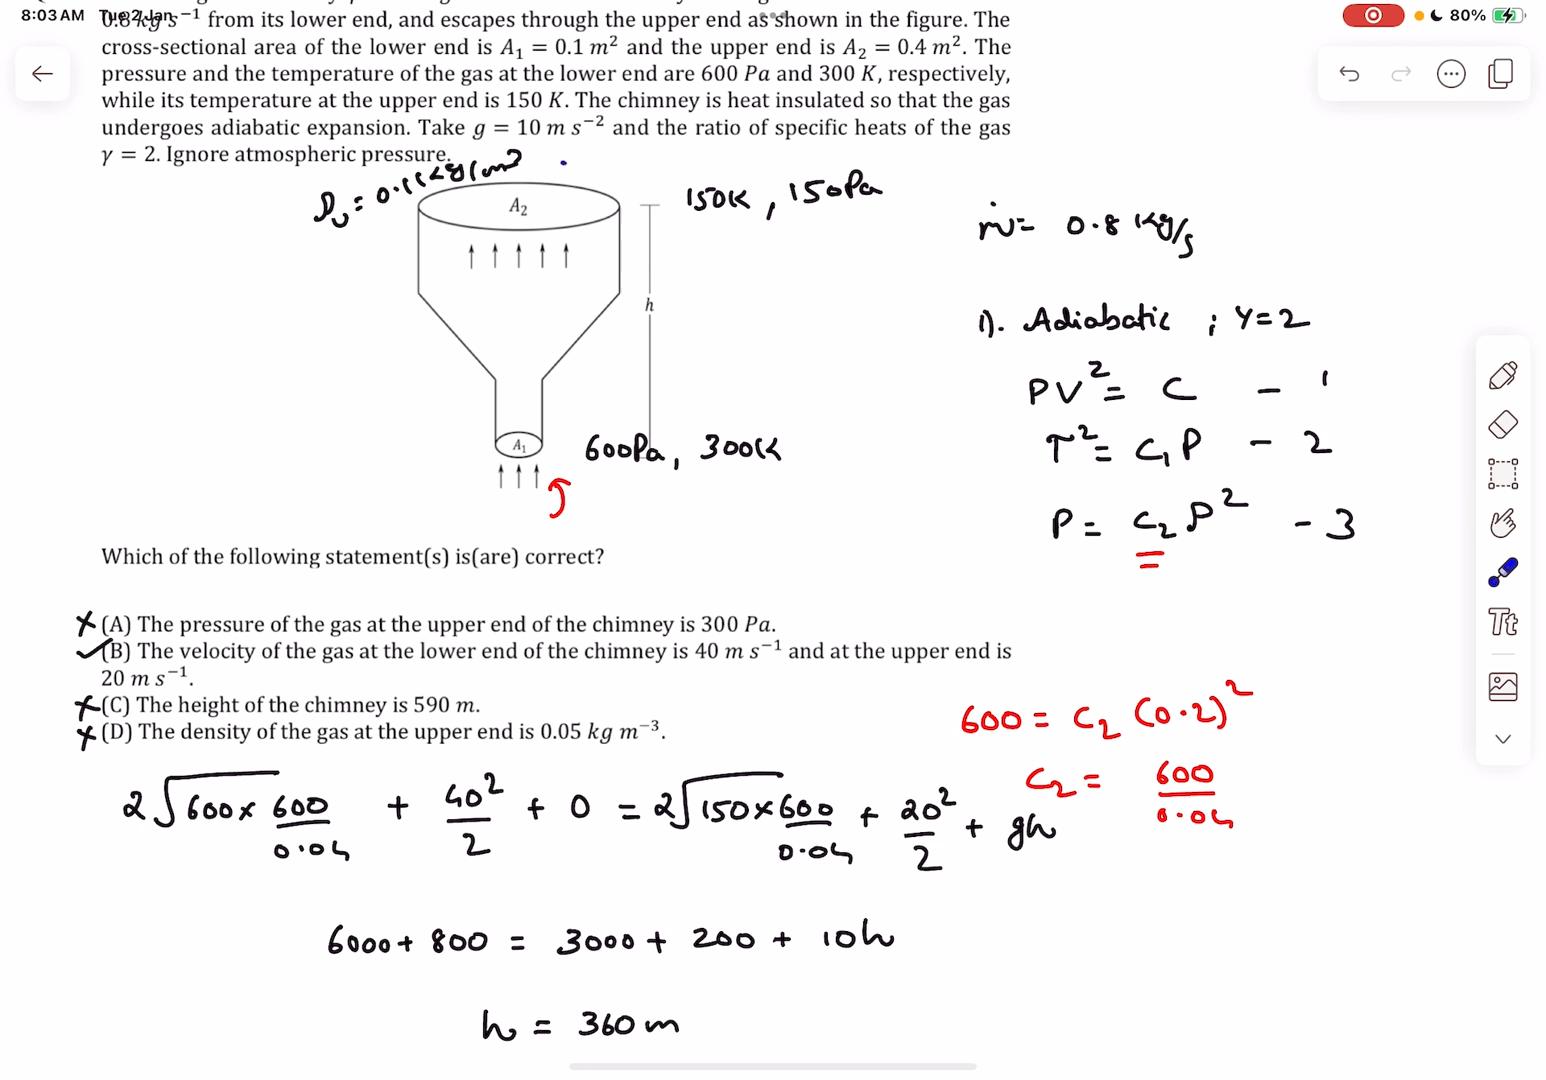 8:03 AM Tue 2 Jan 80%
0.8 kg s⁻¹ from its lower end, and escapes through the upper end as shown in the figure. The
cross-sectional area of the lower end is A₁ = 0.1 m² and the upper end is A₂ = 0.4 m². The
pressure and the temperature of the gas at the lower end are 600 Pa and 300 K, respectively,
while its temperature at the upper end is 150 K. The chimney is heat insulated so that the gas
undergoes adiabatic expansion. Take g = 10 m s⁻² and the ratio of specific heats of the gas
γ = 2. Ignore atmospheric pressure.
A₂
150K, 150Pa
ṁ = 0.8 kg/s
h
1). Adiabatic ; γ=2
PV² = C - 1
T² = C₁P - 2
A₁
600Pa, 300K
P = C₂ρ² - 3
Which of the following statement(s) is(are) correct?
(A) The pressure of the gas at the upper end of the chimney is 300 Pa.
(B) The velocity of the gas at the lower end of the chimney is 40 m s⁻¹ and at the upper end is
20 m s⁻¹.
(C) The height of the chimney is 590 m.
(D) The density of the gas at the upper end is 0.05 kg m⁻³.
600 = C₂ (0.2)²
C₂ = 600/0.04
2√600×600/0.04 + 40²/2 + 0 = 2√150×600/0.04 + 20²/2 + gh
6000 + 800 = 3000 + 200 + 10h
h = 360 m
Tt